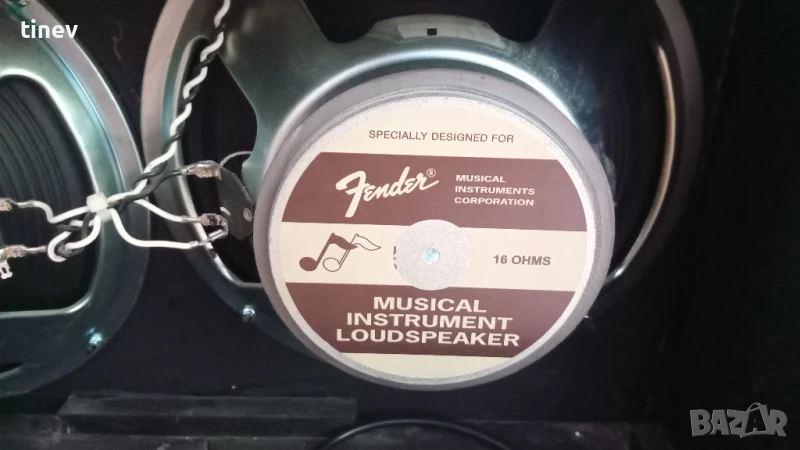 tinev
SPECIALLY DESIGNED FOR
Fender® MUSICAL
INSTRUMENTS
CORPORATION
16 OHMS
MUSICAL
INSTRUMENT
LOUDSPEAKER
BAZAR